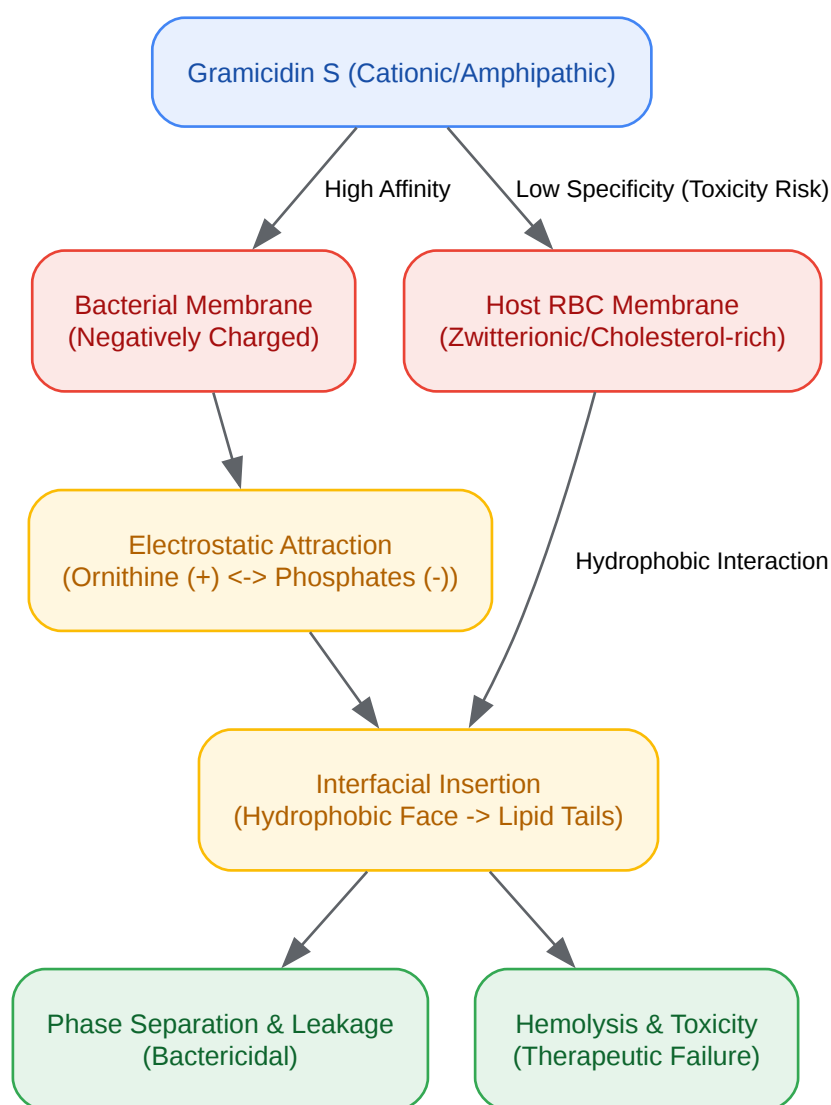 Gramicidin S (Cationic/Amphipathic)
High Affinity
Low Specificity (Toxicity Risk)
Bacterial Membrane
(Negatively Charged)
Host RBC Membrane
(Zwitterionic/Cholesterol-rich)
Electrostatic Attraction
(Ornithine (+) <-> Phosphates (-))
Hydrophobic Interaction
Interfacial Insertion
(Hydrophobic Face -> Lipid Tails)
Phase Separation & Leakage
(Bactericidal)
Hemolysis & Toxicity
(Therapeutic Failure)